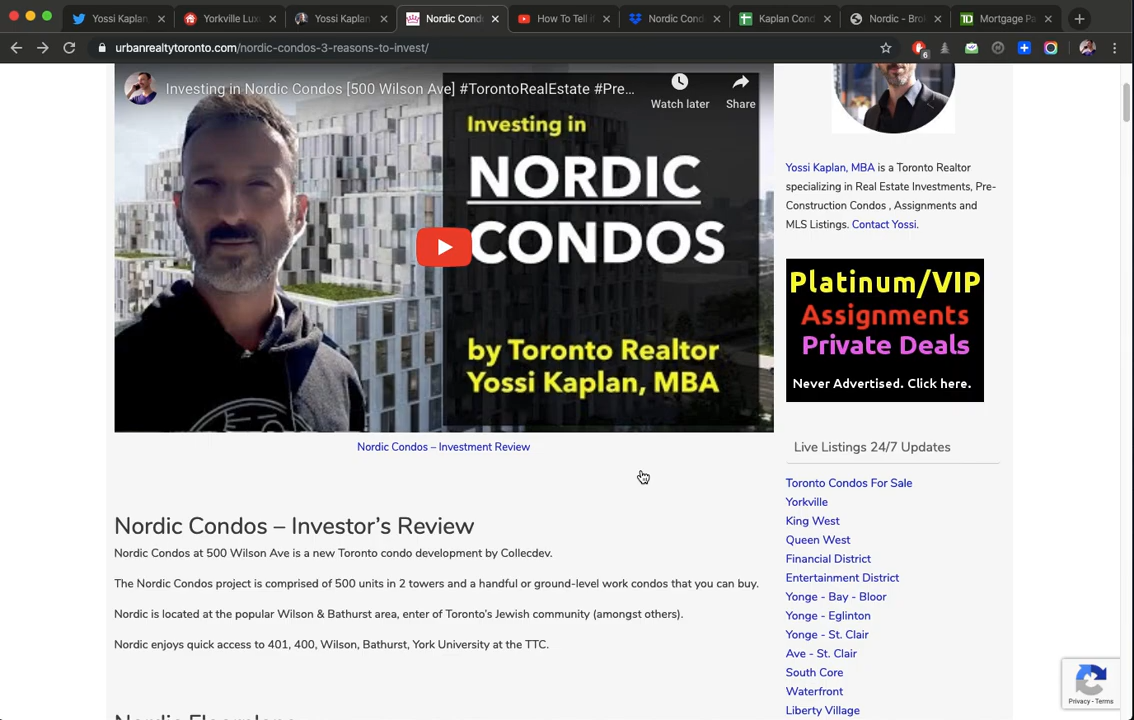 Yossi Kaplan,
Yorkville Lux
Yossi Kaplan
Nordic Cond
How To Tell i
Nordic Cond
Kaplan Cond
Nordic - Bro
Mortgage Pa
urbanrealtytoronto.com/nordic-condos-3-reasons-to-invest/
6
Investing in Nordic Condos [500 Wilson Ave] #TorontoRealEstate #Pre...
Watch later
Share
Investing in
NORDIC
CONDOS
by Toronto Realtor
Yossi Kaplan, MBA
Nordic Condos – Investment Review
Nordic Condos – Investor's Review
Nordic Condos at 500 Wilson Ave is a new Toronto condo development by Collecdev.
The Nordic Condos project is comprised of 500 units in 2 towers and a handful or ground-level work condos that you can buy.
Nordic is located at the popular Wilson & Bathurst area, enter of Toronto's Jewish community (amongst others).
Nordic enjoys quick access to 401, 400, Wilson, Bathurst, York University at the TTC.
Yossi Kaplan, MBA is a Toronto Realtor
specializing in Real Estate Investments, Pre-
Construction Condos , Assignments and
MLS Listings. Contact Yossi.
Platinum/VIP
Assignments
Private Deals
Never Advertised. Click here.
Live Listings 24/7 Updates
Toronto Condos For Sale
Yorkville
King West
Queen West
Financial District
Entertainment District
Yonge - Bay - Bloor
Yonge - Eglinton
Yonge - St. Clair
Ave - St. Clair
South Core
Waterfront
Liberty Village
Privacy - Terms